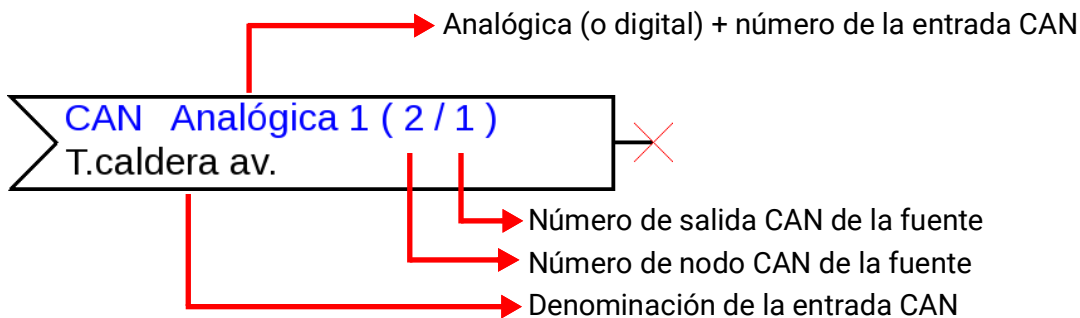 Analógica (o digital) + número de la entrada CAN
CAN Analógica 1 ( 2 / 1 )
T.caldera av.
Número de salida CAN de la fuente
Número de nodo CAN de la fuente
Denominación de la entrada CAN